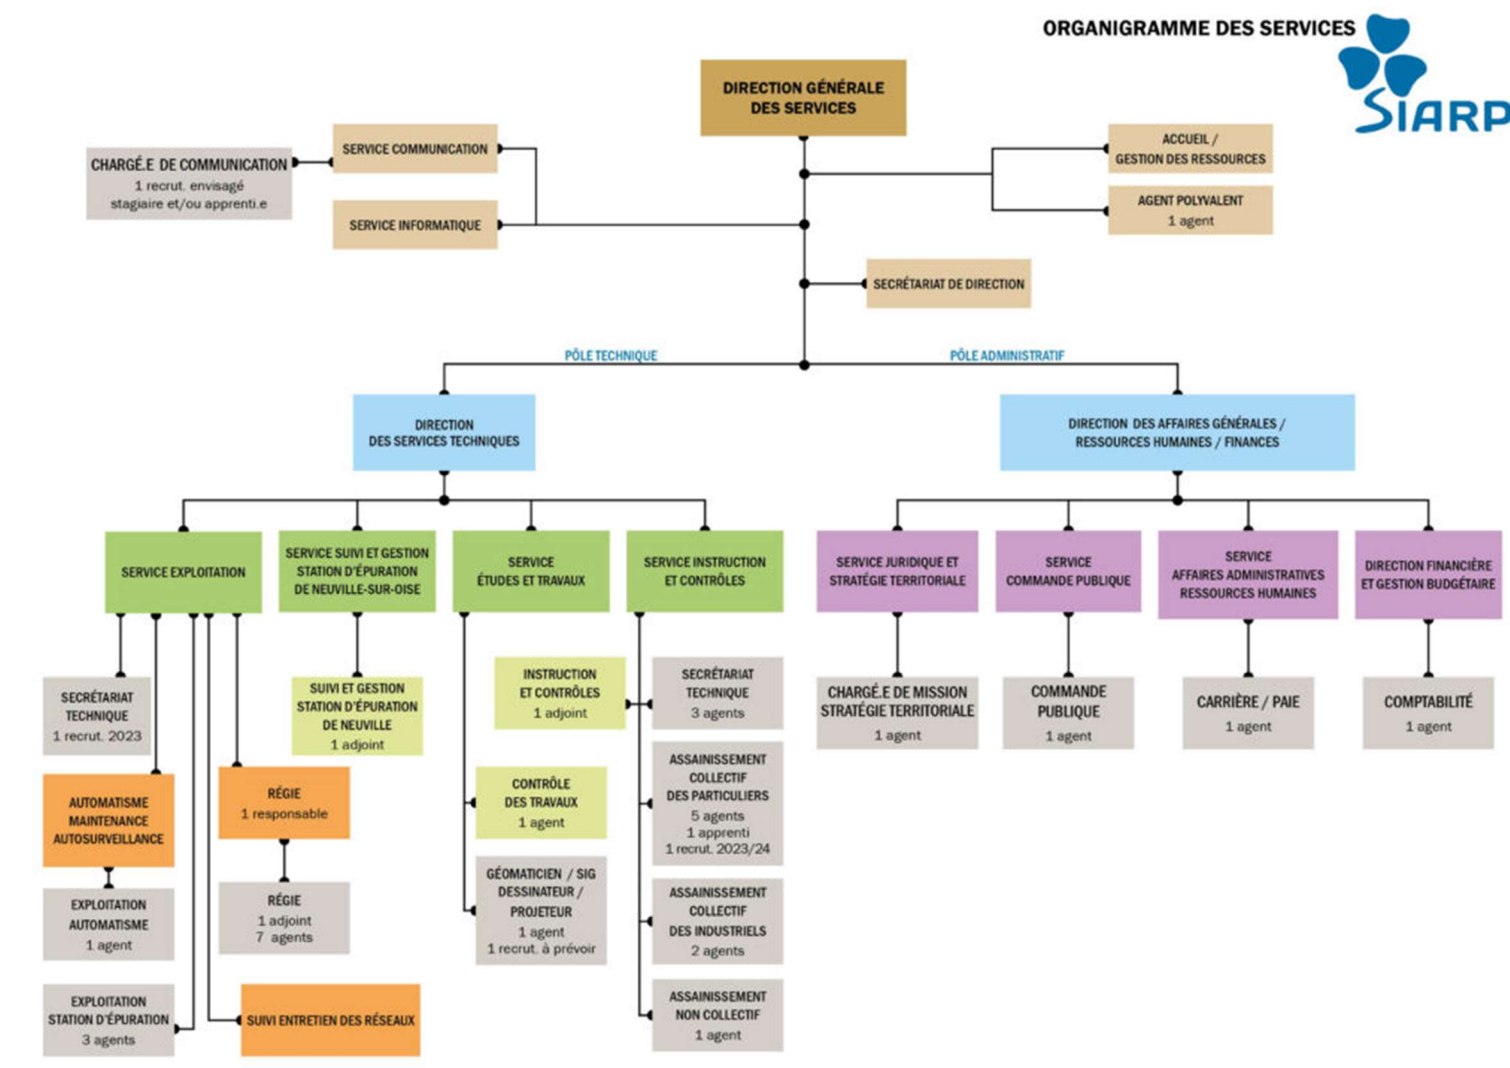 ORGANIGRAMME DES SERVICES
SIARP
DIRECTION GÉNÉRALE
DES SERVICES
SERVICE COMMUNICATION
CHARGÉ.E DE COMMUNICATION
1 recrut. envisagé
stagiaire et/ou apprenti.e
SERVICE INFORMATIQUE
ACCUEIL /
GESTION DES RESSOURCES
AGENT POLYVALENT
1 agent
SECRÉTARIAT DE DIRECTION
PÔLE TECHNIQUE
PÔLE ADMINISTRATIF
DIRECTION
DES SERVICES TECHNIQUES
DIRECTION DES AFFAIRES GÉNÉRALES /
RESSOURCES HUMAINES / FINANCES
SERVICE EXPLOITATION
SERVICE SUIVI ET GESTION
STATION D'ÉPURATION
DE NEUVILLE-SUR-OISE
SERVICE
ÉTUDES ET TRAVAUX
SERVICE INSTRUCTION
ET CONTRÔLES
SERVICE JURIDIQUE ET
STRATÉGIE TERRITORIALE
SERVICE
COMMANDE PUBLIQUE
SERVICE
AFFAIRES ADMINISTRATIVES
RESSOURCES HUMAINES
DIRECTION FINANCIÈRE
ET GESTION BUDGÉTAIRE
SECRÉTARIAT
TECHNIQUE
1 recrut. 2023
SUIVI ET GESTION
STATION D'ÉPURATION
DE NEUVILLE
1 adjoint
INSTRUCTION
ET CONTRÔLES
1 adjoint
SECRÉTARIAT
TECHNIQUE
3 agents
CHARGÉ.E DE MISSION
STRATÉGIE TERRITORIALE
1 agent
COMMANDE
PUBLIQUE
1 agent
CARRIÈRE / PAIE
1 agent
COMPTABILITÉ
1 agent
AUTOMATISME
MAINTENANCE
AUTOSURVEILLANCE
RÉGIE
1 responsable
CONTRÔLE
DES TRAVAUX
1 agent
ASSAINISSEMENT
COLLECTIF
DES PARTICULIERS
5 agents
1 apprenti
1 recrut. 2023/24
EXPLOITATION
AUTOMATISME
1 agent
RÉGIE
1 adjoint
7 agents
GÉOMATICIEN / SIG
DESSINATEUR /
PROJETEUR
1 agent
1 recrut. à prévoir
ASSAINISSEMENT
COLLECTIF
DES INDUSTRIELS
2 agents
EXPLOITATION
STATION D'ÉPURATION
3 agents
SUIVI ENTRETIEN DES RÉSEAUX
ASSAINISSEMENT
NON COLLECTIF
1 agent